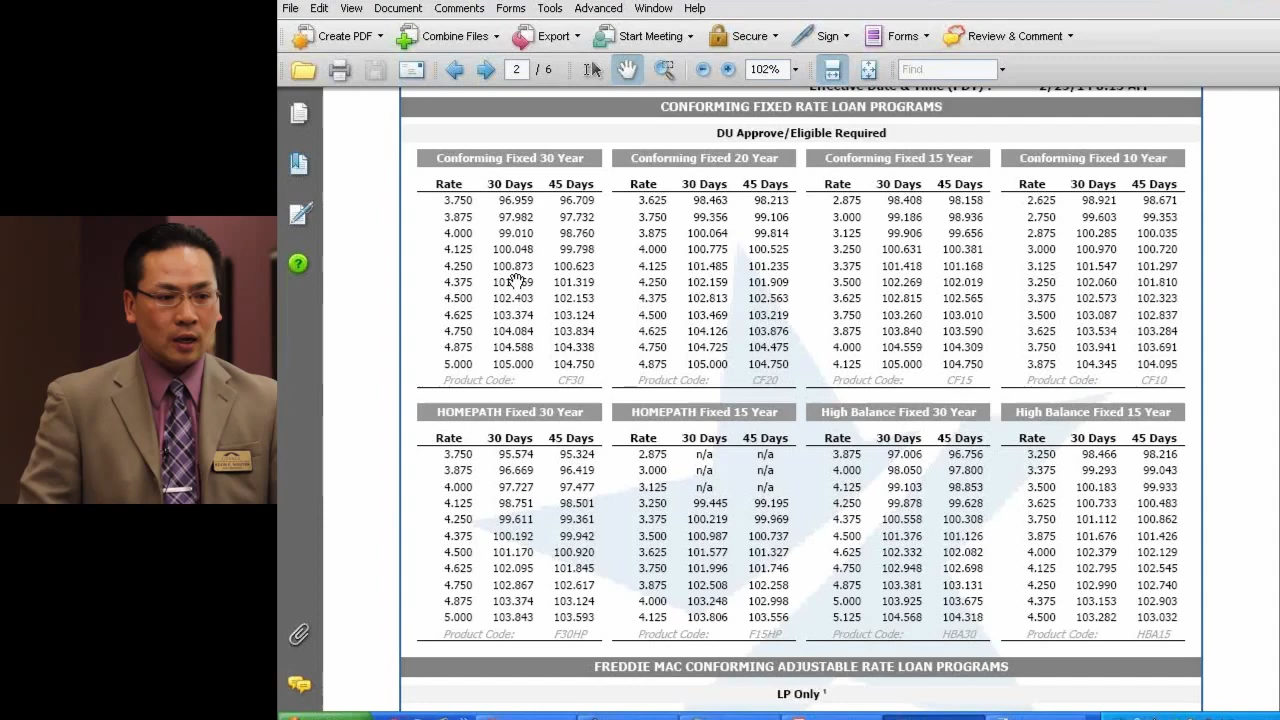 File Edit View Document Comments Forms Tools Advanced Window Help
Create PDF Combine Files Export Start Meeting Secure Sign Forms Review & Comment
2 / 6 102% Find
Effective Date & Time (PDT) :
CONFORMING FIXED RATE LOAN PROGRAMS
DU Approve/Eligible Required
Conforming Fixed 30 Year Conforming Fixed 20 Year Conforming Fixed 15 Year Conforming Fixed 10 Year
Rate 30 Days 45 Days Rate 30 Days 45 Days Rate 30 Days 45 Days Rate 30 Days 45 Days
3.750 96.959 96.709 3.625 98.463 98.213 2.875 98.408 98.158 2.625 98.921 98.671
3.875 97.982 97.732 3.750 99.356 99.106 3.000 99.186 98.936 2.750 99.603 99.353
4.000 99.010 98.760 3.875 100.064 99.814 3.125 99.906 99.656 2.875 100.285 100.035
4.125 100.048 99.798 4.000 100.775 100.525 3.250 100.631 100.381 3.000 100.970 100.720
4.250 100.873 100.623 4.125 101.485 101.235 3.375 101.418 101.168 3.125 101.547 101.297
4.375 101.319 4.250 102.159 101.909 3.500 102.269 102.019 3.250 102.060 101.810
4.500 102.403 102.153 4.375 102.813 102.563 3.625 102.815 102.565 3.375 102.573 102.323
4.625 103.374 103.124 4.500 103.469 103.219 3.750 103.260 103.010 3.500 103.087 102.837
4.750 104.084 103.834 4.625 104.126 103.876 3.875 103.840 103.590 3.625 103.534 103.284
4.875 104.588 104.338 4.750 104.725 104.475 4.000 104.559 104.309 3.750 103.941 103.691
5.000 105.000 104.750 4.875 105.000 104.750 4.125 105.000 104.750 3.875 104.345 104.095
Product Code: CF30 Product Code: CF20 Product Code: CF15 Product Code: CF10
HOMEPATH Fixed 30 Year HOMEPATH Fixed 15 Year High Balance Fixed 30 Year High Balance Fixed 15 Year
Rate 30 Days 45 Days Rate 30 Days 45 Days Rate 30 Days 45 Days Rate 30 Days 45 Days
3.750 95.574 95.324 2.875 n/a n/a 3.875 97.006 96.756 3.250 98.466 98.216
3.875 96.669 96.419 3.000 n/a n/a 4.000 98.050 97.800 3.375 99.293 99.043
4.000 97.727 97.477 3.125 n/a n/a 4.125 99.103 98.853 3.500 100.183 99.933
4.125 98.751 98.501 3.250 99.445 99.195 4.250 99.878 99.628 3.625 100.733 100.483
4.250 99.611 99.361 3.375 100.219 99.969 4.375 100.558 100.308 3.750 101.112 100.862
4.375 100.192 99.942 3.500 100.987 100.737 4.500 101.376 101.126 3.875 101.676 101.426
4.500 101.170 100.920 3.625 101.577 101.327 4.625 102.332 102.082 4.000 102.379 102.129
4.625 102.095 101.845 3.750 101.996 101.746 4.750 102.948 102.698 4.125 102.795 102.545
4.750 102.867 102.617 3.875 102.508 102.258 4.875 103.381 103.131 4.250 102.990 102.740
4.875 103.374 103.124 4.000 103.248 102.998 5.000 103.925 103.675 4.375 103.153 102.903
5.000 103.843 103.593 4.125 103.806 103.556 5.125 104.568 104.318 4.500 103.282 103.032
Product Code: F30HP Product Code: F15HP Product Code: HBA30 Product Code: HBA15
FREDDIE MAC CONFORMING ADJUSTABLE RATE LOAN PROGRAMS
LP Only ¹